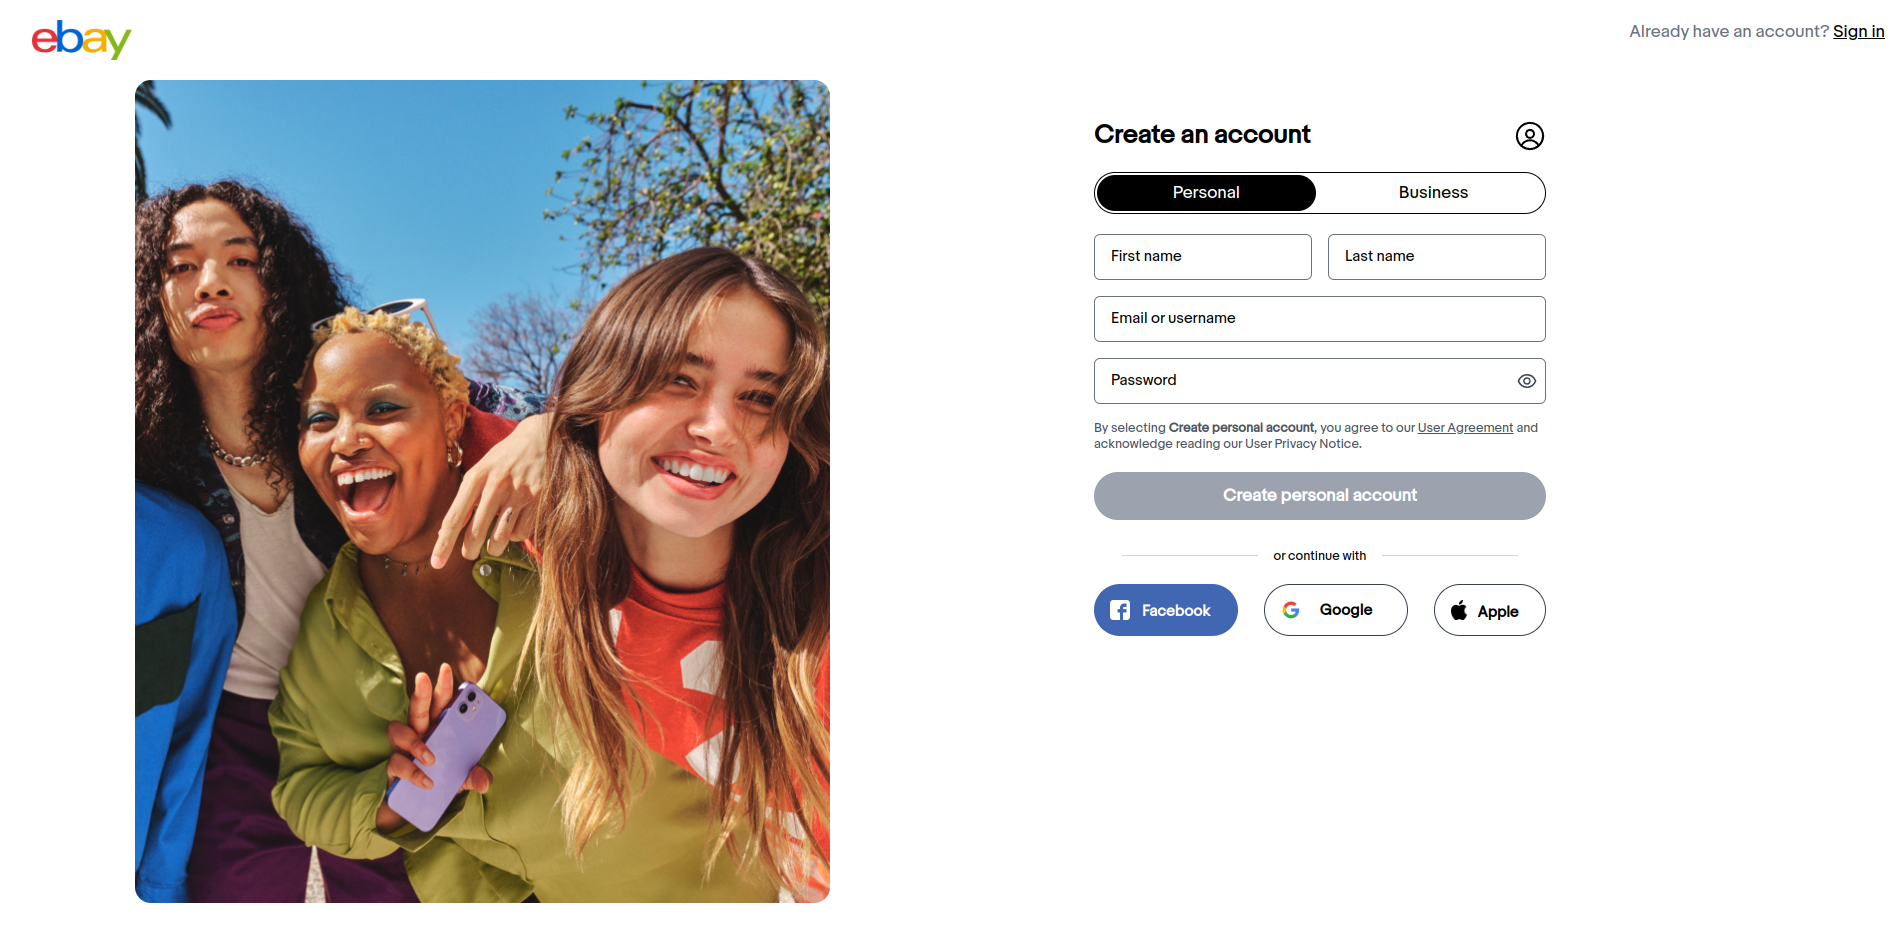 ebay
Already have an account? Sign in
Create an account
Personal
Business
First name
Last name
Email or username
Password
By selecting Create personal account, you agree to our User Agreement and
acknowledge reading our User Privacy Notice.
Create personal account
or continue with
Facebook
Google
Apple